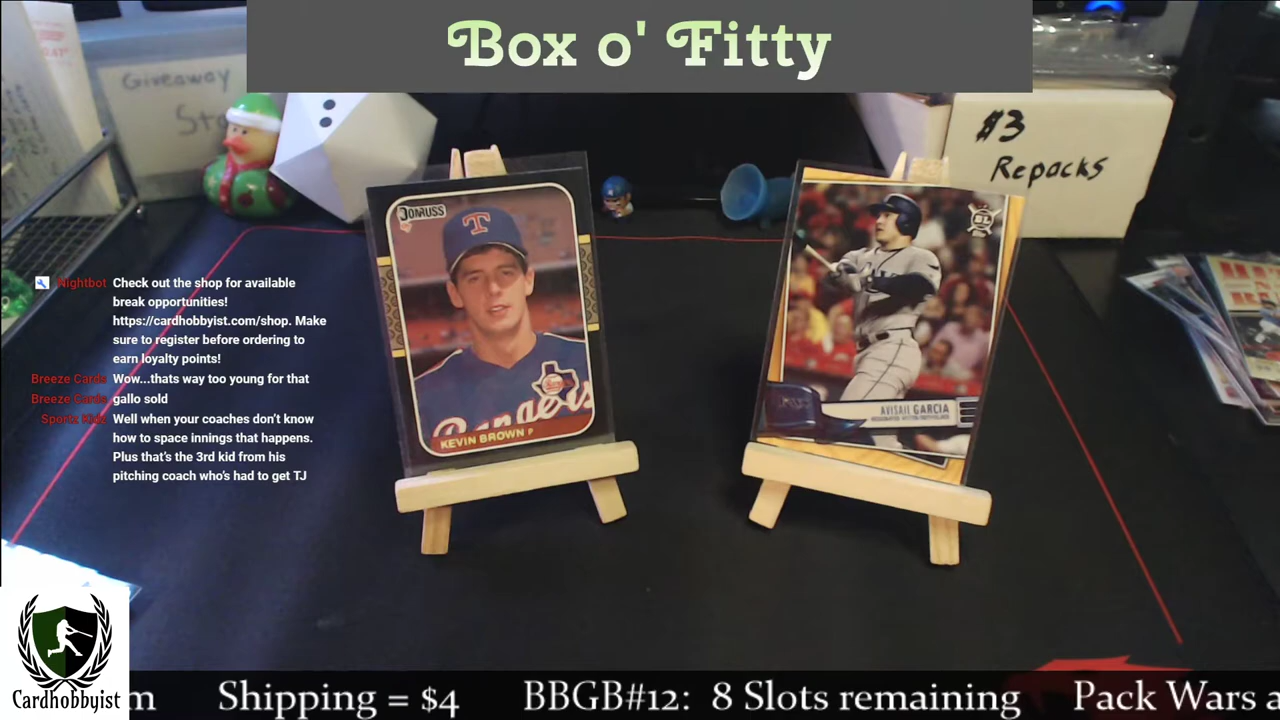 Box o' Fitty
Giveaway
#3
Repacks
Donruss
T
Rangers
KEVIN BROWN P
AVISAIL GARCIA
Nightbot Check out the shop for available
break opportunities!
https://cardhobbyist.com/shop. Make
sure to register before ordering to
earn loyalty points!
Breeze Cards Wow...thats way too young for that
Breeze Cards gallo sold
Sportz Kidz Well when your coaches don't know
how to space innings that happens.
Plus that's the 3rd kid from his
pitching coach who's had to get TJ
Cardhobbyist
m Shipping = $4 BBGB#12: 8 Slots remaining Pack Wars a